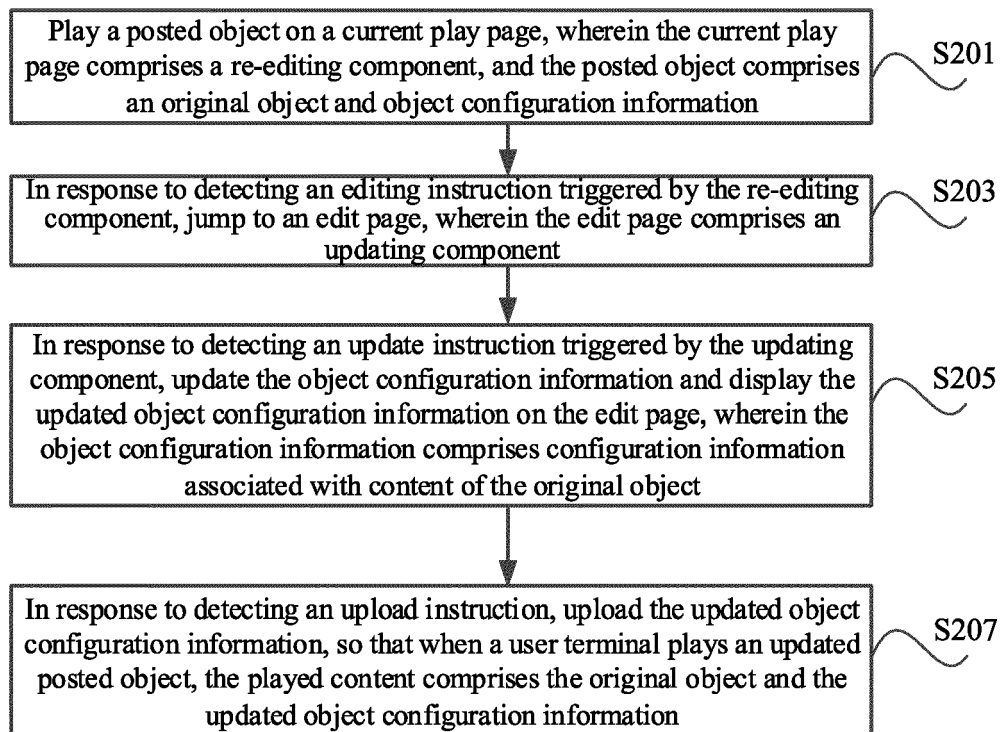 Play a posted object on a current play page, wherein the current play
page comprises a re-editing component, and the posted object comprises
an original object and object configuration information
S201
In response to detecting an editing instruction triggered by the re-editing
component, jump to an edit page, wherein the edit page comprises an
updating component
S203
In response to detecting an update instruction triggered by the updating
component, update the object configuration information and display the
updated object configuration information on the edit page, wherein the
object configuration information comprises configuration information
associated with content of the original object
S205
In response to detecting an upload instruction, upload the updated object
configuration information, so that when a user terminal plays an updated
posted object, the played content comprises the original object and the
updated object configuration information
S207